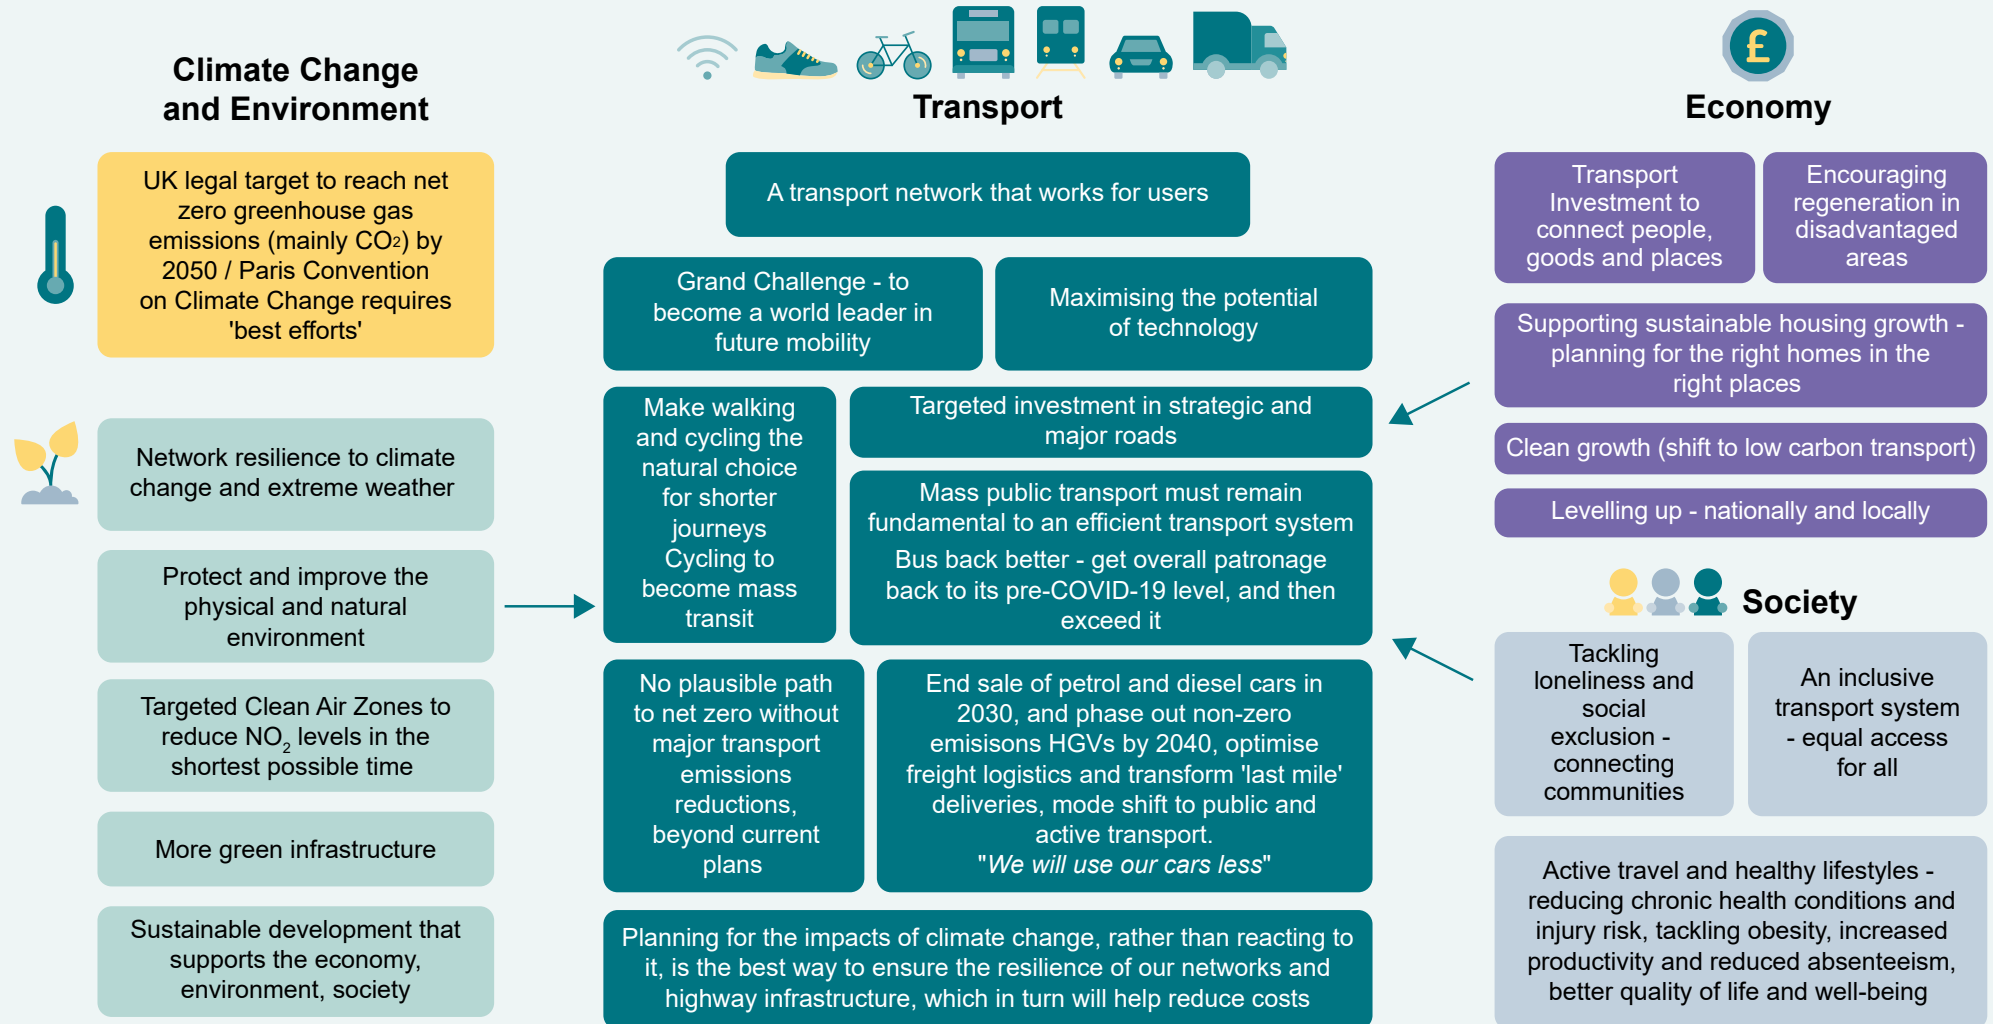 Climate Change
and Environment
UK legal target to reach net
zero greenhouse gas
emissions (mainly CO2) by
2050 / Paris Convention
on Climate Change requires
'best efforts'
Network resilience to climate
change and extreme weather
Protect and improve the
physical and natural
environment
Targeted Clean Air Zones to
reduce NO2 levels in the
shortest possible time
More green infrastructure
Sustainable development that
supports the economy,
environment, society
Transport
A transport network that works for users
Grand Challenge - to
become a world leader in
future mobility
Maximising the potential
of technology
Make walking
and cycling the
natural choice
for shorter
journeys
Cycling to
become mass
transit
Targeted investment in strategic and
major roads
Mass public transport must remain
fundamental to an efficient transport system
Bus back better - get overall patronage
back to its pre-COVID-19 level, and then
exceed it
No plausible path
to net zero without
major transport
emissions
reductions,
beyond current
plans
End sale of petrol and diesel cars in
2030, and phase out non-zero
emisisons HGVs by 2040, optimise
freight logistics and transform 'last mile'
deliveries, mode shift to public and
active transport.
"We will use our cars less"
Planning for the impacts of climate change, rather than reacting to
it, is the best way to ensure the resilience of our networks and
highway infrastructure, which in turn will help reduce costs
£
Economy
Transport
Investment to
connect people,
goods and places
Encouraging
regeneration in
disadvantaged
areas
Supporting sustainable housing growth -
planning for the right homes in the
right places
Clean growth (shift to low carbon transport)
Levelling up - nationally and locally
Society
Tackling
loneliness and
social
exclusion -
connecting
communities
An inclusive
transport system
- equal access
for all
Active travel and healthy lifestyles -
reducing chronic health conditions and
injury risk, tackling obesity, increased
productivity and reduced absenteeism,
better quality of life and well-being